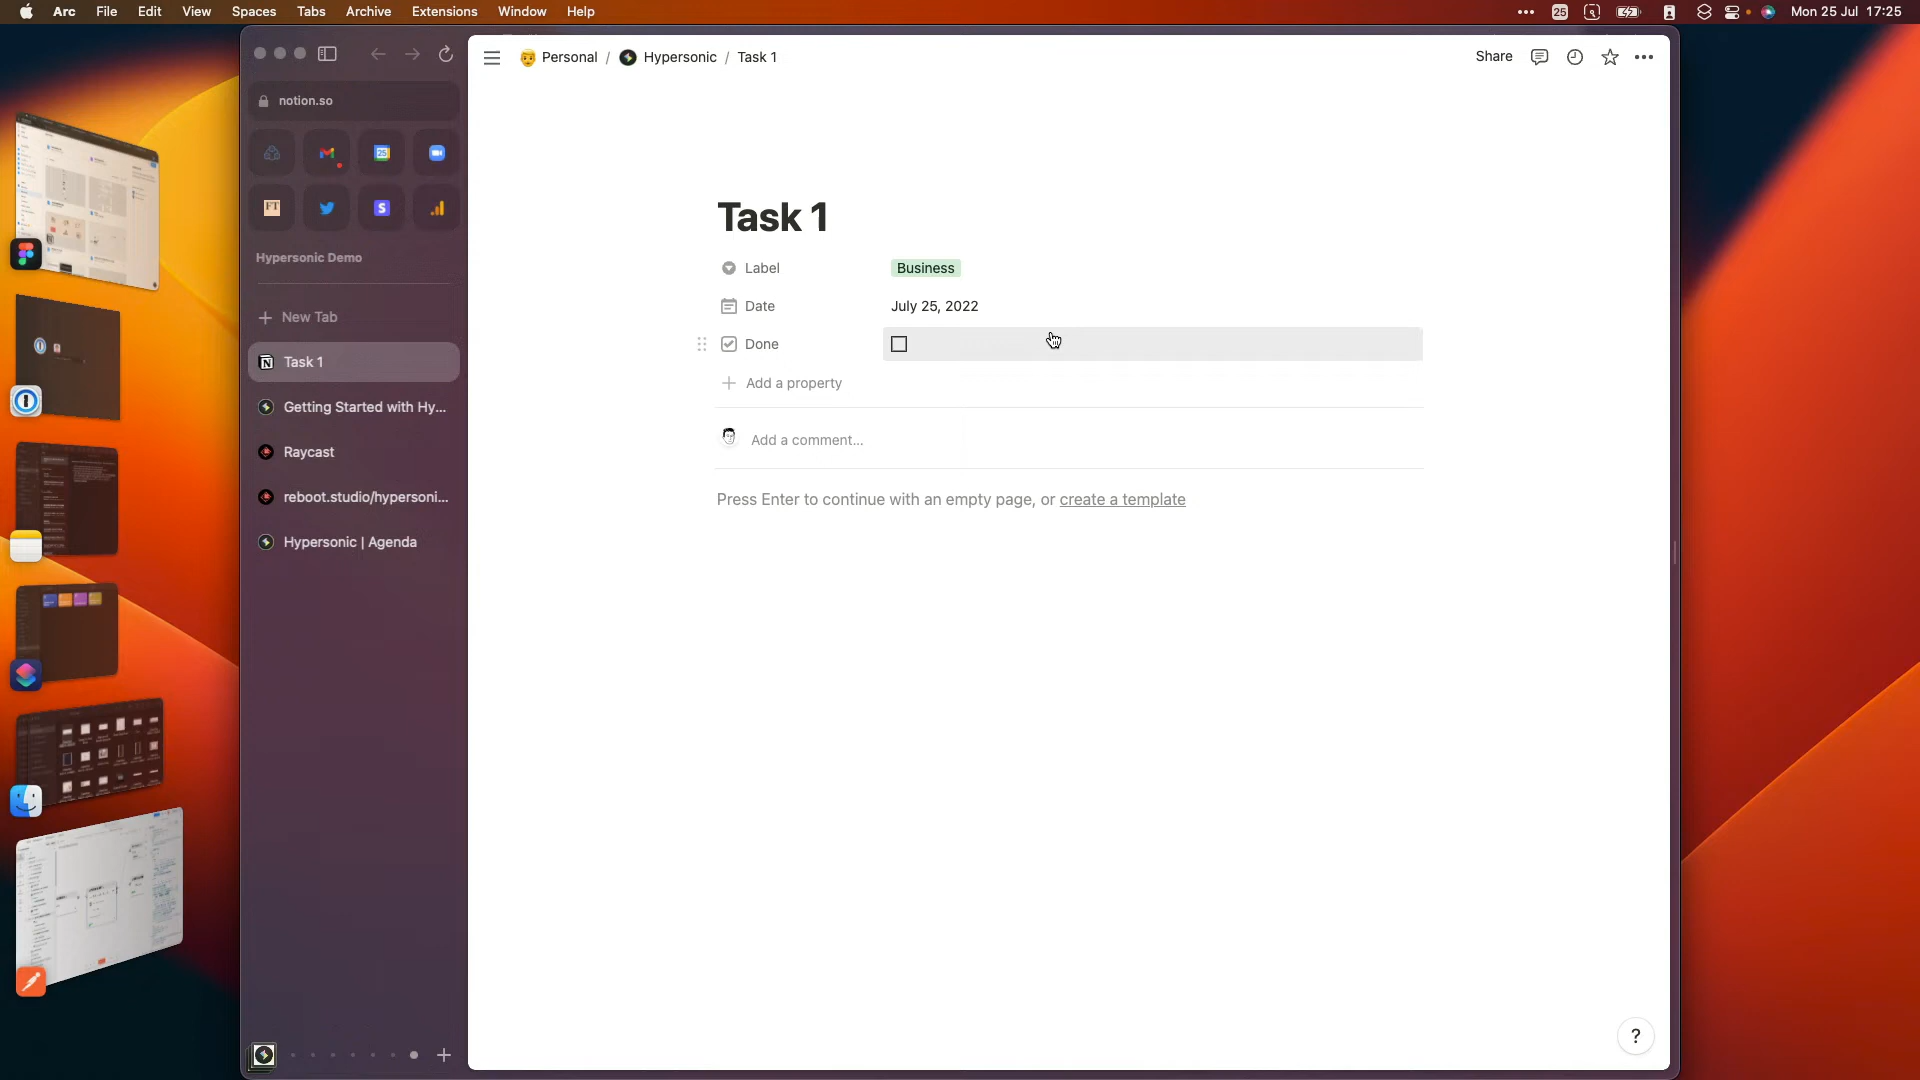 Arc File Edit View Spaces Tabs Archive Extensions Window Help
25 Mon 25 Jul 17:25
notion.so
25
FT S
Hypersonic Demo
New Tab
Task 1
Getting Started with Hy...
Raycast
reboot.studio/hypersoni...
Hypersonic | Agenda
Personal / Hypersonic / Task 1
Share
Task 1
Label Business
Date July 25, 2022
Done
Add a property
Add a comment...
Press Enter to continue with an empty page, or create a template
?